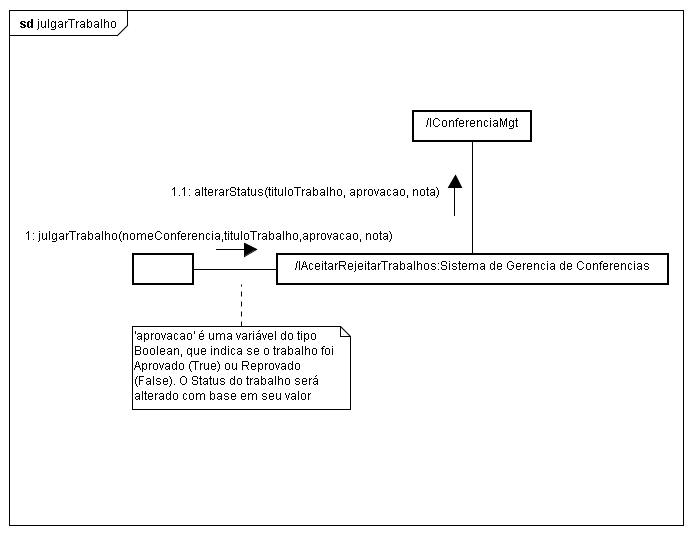 sd julgarTrabalho
/IConferenciaMgt
1.1: alterarStatus(tituloTrabalho, aprovacao, nota)
1: julgarTrabalho(nomeConferencia,tituloTrabalho,aprovacao, nota)
/IAceitarRejeitarTrabalhos:Sistema de Gerencia de Conferencias
'aprovacao' é uma variável do tipo
Boolean, que indica se o trabalho foi
Aprovado (True) ou Reprovado
(False). O Status do trabalho será
alterado com base em seu valor